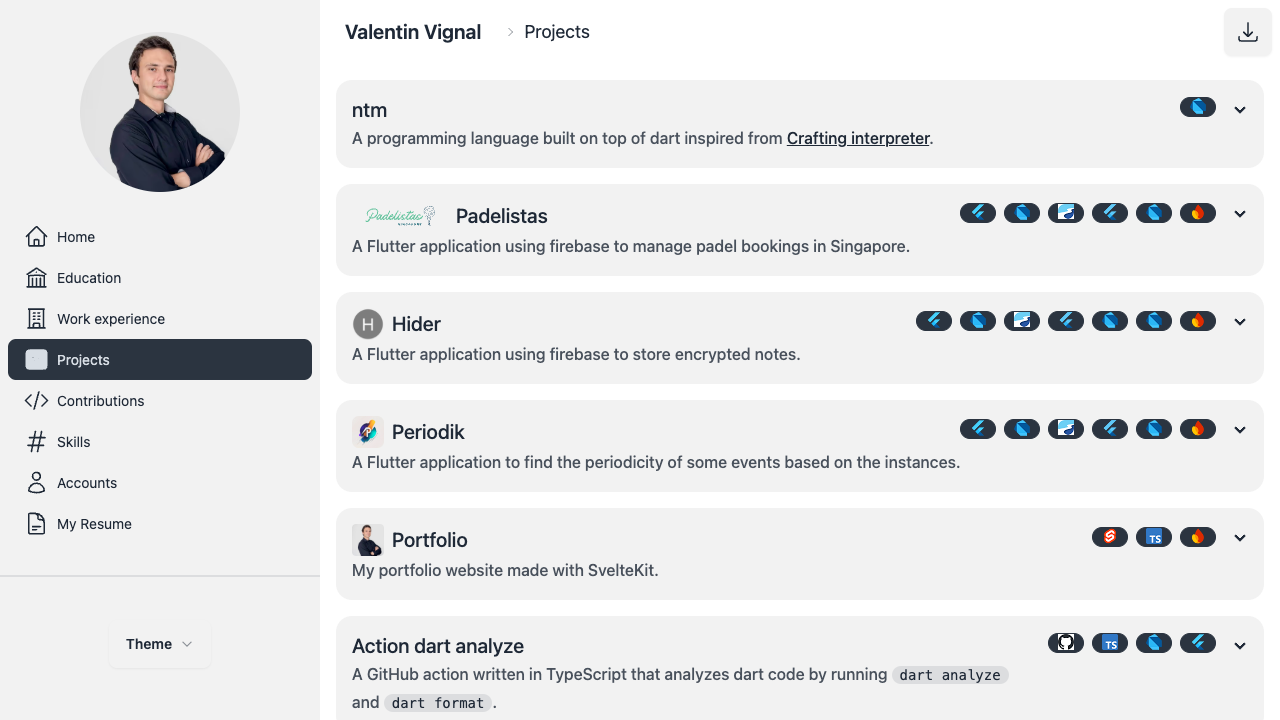 Valentin Vignal
Projects
Home
Education
Work experience
Projects
Contributions
Skills
Accounts
My Resume
Theme
ntm
A programming language built on top of dart inspired from Crafting interpreter.
Padelistas
SINGAPORE
Padelistas
A Flutter application using firebase to manage padel bookings in Singapore.
H
Hider
A Flutter application using firebase to store encrypted notes.
Periodik
A Flutter application to find the periodicity of some events based on the instances.
Portfolio
TS
My portfolio website made with SvelteKit.
Action dart analyze
TS
A GitHub action written in TypeScript that analyzes dart code by running dart analyze
and dart format.